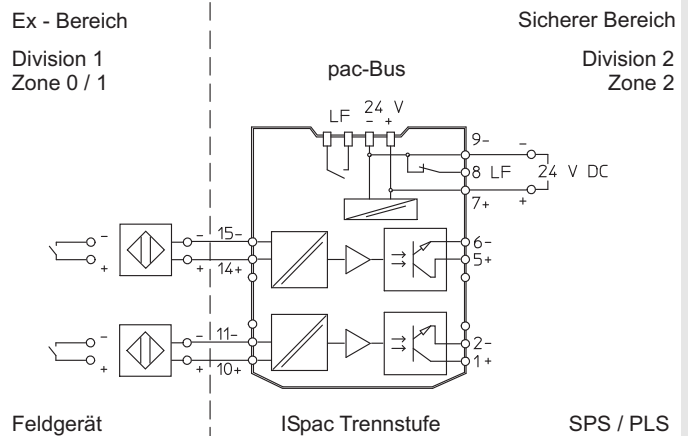 Ex - Bereich
Sicherer Bereich
Division 1
Zone 0 / 1
Division 2
Zone 2
pac-Bus
LF
24 V
- +
9-
-
8 LF
24 V DC
7+
+
-
-
15-
6-
+
+
14+
5+
-
-
11-
2-
+
+
10+
1+
Feldgerät
ISpac Trennstufe
SPS / PLS